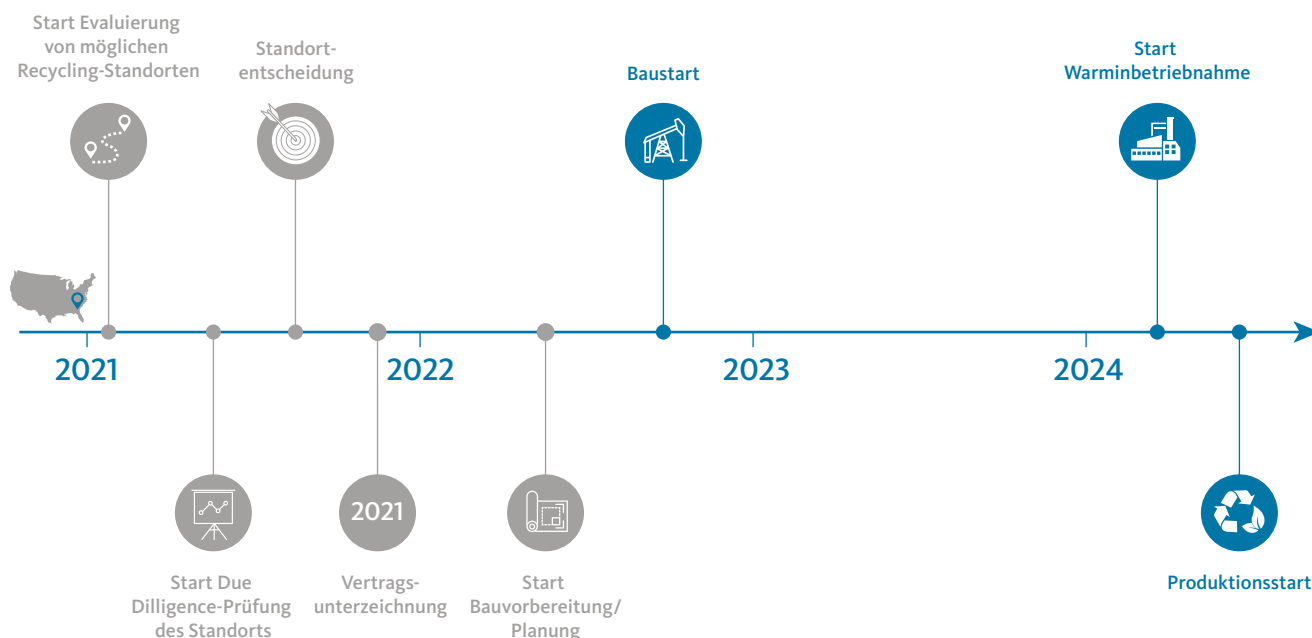 Start Evaluierung
von möglichen
Recycling-Standorten
Standort-
entscheidung
Baustart
Start
Warminbetriebnahme
2021
2022
2023
2024
2021
Start Due
Dilligence-Prüfung
des Standorts
Vertrags-
unterzeichnung
Start
Bauvorbereitung/
Planung
Produktionsstart